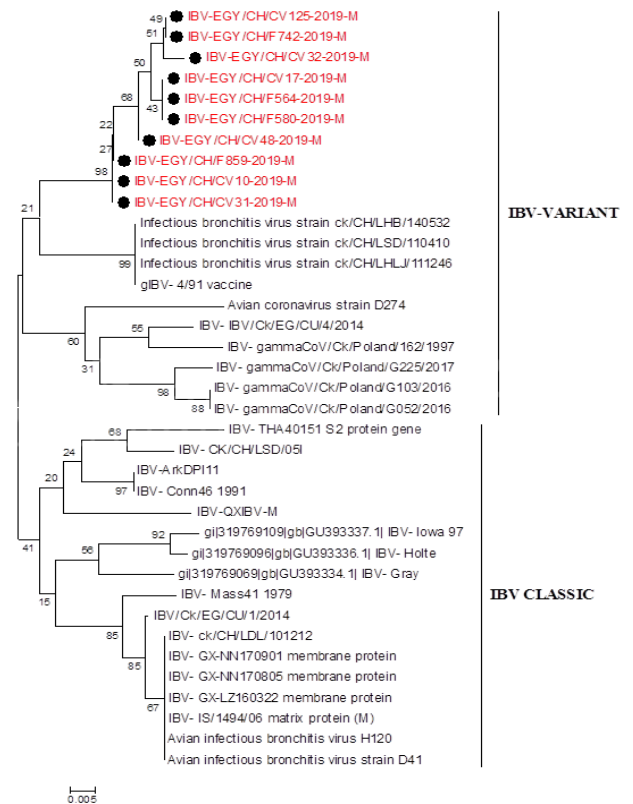 49 IBV-EGY/CH/CV125-2019-M
51 IBV-EGY/CH/F742-2019-M
IBV-EGY/CH/CV32-2019-M
50 IBV-EGY/CH/CV17-2019-M
68 IBV-EGY/CH/F564-2019-M
43 IBV-EGY/CH/F580-2019-M
22 IBV-EGY/CH/CV48-2019-M
27 IBV-EGY/CH/F859-2019-M
98 IBV-EGY/CH/CV10-2019-M
IBV-EGY/CH/CV31-2019-M
21
IBV-VARIANT
Infectious bronchitis virus strain ck/CH/LHB/140532
Infectious bronchitis virus strain ck/CH/LSD/110410
99 Infectious bronchitis virus strain ck/CH/LHLJ/111246
gIBV- 4/91 vaccine
Avian coronavirus strain D274
60 55 IBV- IBV/Ck/EG/CU/4/2014
IBV- gammaCoV/Ck/Poland/162/1997
31 IBV- gammaCoV/Ck/Poland/G225/2017
98 IBV- gammaCoV/Ck/Poland/G103/2016
88 IBV- gammaCoV/Ck/Poland/G052/2016
68 IBV- THA40151 S2 protein gene
24 IBV- CK/CH/LSD/05I
IBV-ArkDPI11
20 97 IBV- Conn46 1991
IBV-QXIBV-M
41
92 gi|319769109|gb|GU393337.1| IBV- Iowa 97
56 gi|319769096|gb|GU393336.1| IBV- Holte
gi|319769069|gb|GU393334.1| IBV- Gray
15 IBV- Mass41 1979
IBV CLASSIC
85 IBV/Ck/EG/CU/1/2014
IBV- ck/CH/LDL/101212
85 IBV- GX-NN170901 membrane protein
IBV- GX-NN170805 membrane protein
IBV- GX-LZ160322 membrane protein
67 IBV- IS/1494/06 matrix protein (M)
Avian infectious bronchitis virus H120
Avian infectious bronchitis virus strain D41
0.005